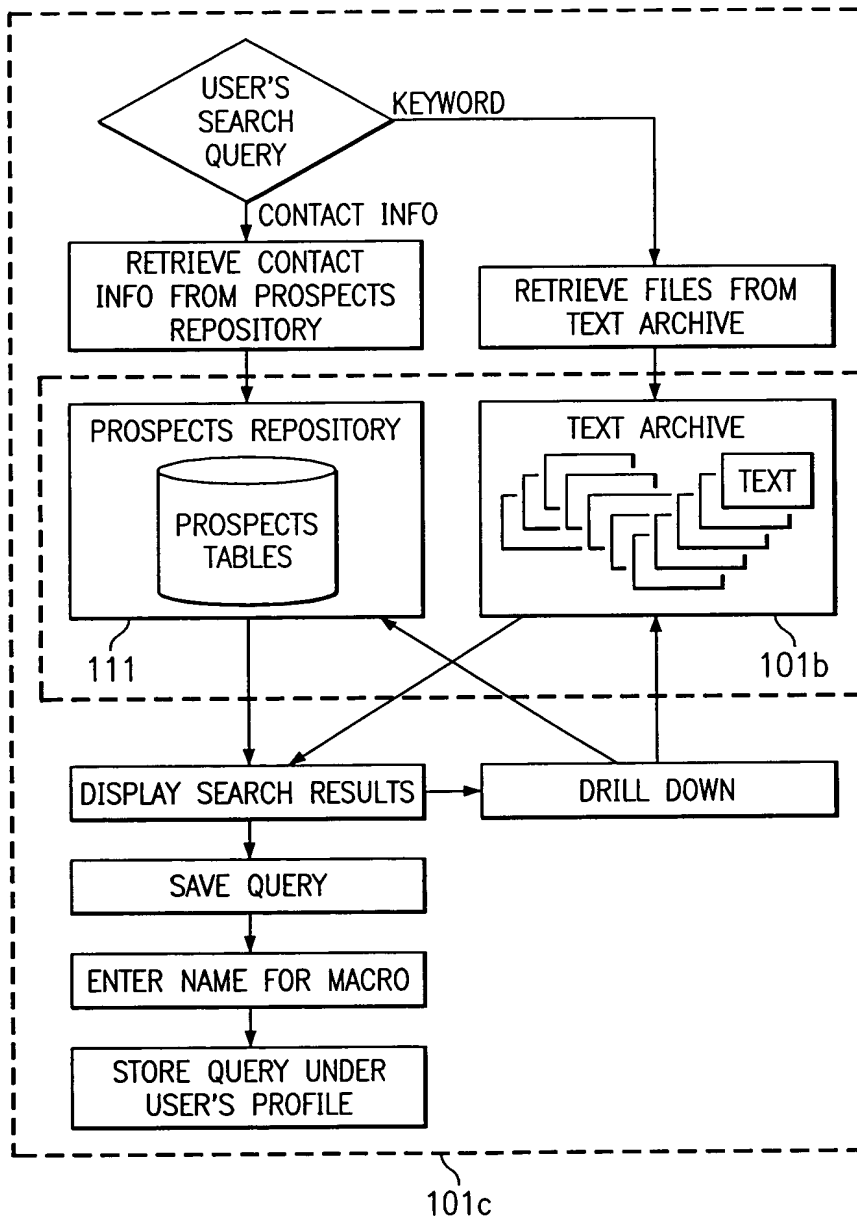 USER'S
SEARCH
QUERY
KEYWORD
CONTACT INFO
RETRIEVE CONTACT
INFO FROM PROSPECTS
REPOSITORY
RETRIEVE FILES FROM
TEXT ARCHIVE
PROSPECTS REPOSITORY
PROSPECTS
TABLES
TEXT ARCHIVE
TEXT
111
101b
DISPLAY SEARCH RESULTS
DRILL DOWN
SAVE QUERY
ENTER NAME FOR MACRO
STORE QUERY UNDER
USER'S PROFILE
101c